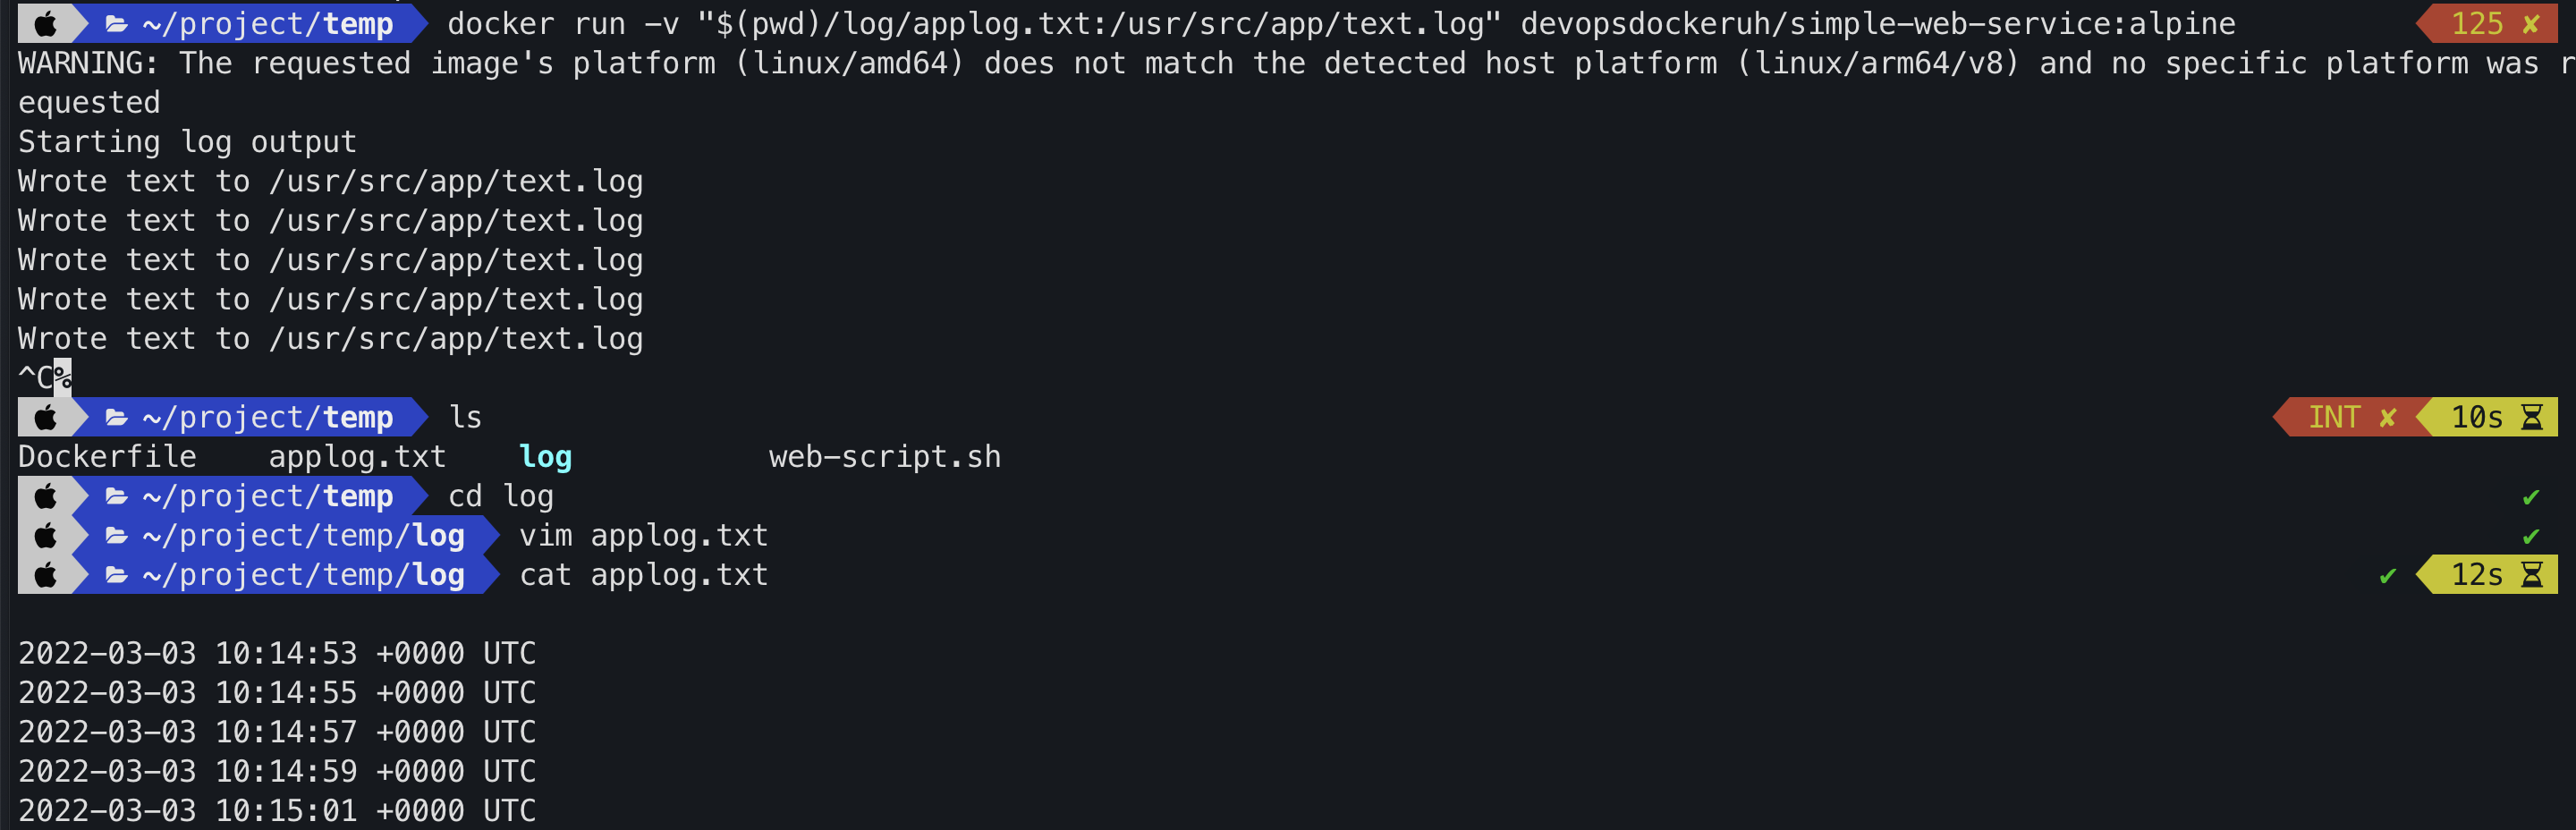 ~/project/temp docker run -v "$(pwd)/log/applog.txt:/usr/src/app/text.log" devopsdockeruh/simple-web-service:alpine 125 ✘
WARNING: The requested image's platform (linux/amd64) does not match the detected host platform (linux/arm64/v8) and no specific platform was r
equested
Starting log output
Wrote text to /usr/src/app/text.log
Wrote text to /usr/src/app/text.log
Wrote text to /usr/src/app/text.log
Wrote text to /usr/src/app/text.log
Wrote text to /usr/src/app/text.log
^C%
~/project/temp ls INT ✘ 10s
Dockerfile applog.txt log web-script.sh
~/project/temp cd log ✔
~/project/temp/log vim applog.txt ✔
~/project/temp/log cat applog.txt ✔ 12s
2022-03-03 10:14:53 +0000 UTC
2022-03-03 10:14:55 +0000 UTC
2022-03-03 10:14:57 +0000 UTC
2022-03-03 10:14:59 +0000 UTC
2022-03-03 10:15:01 +0000 UTC